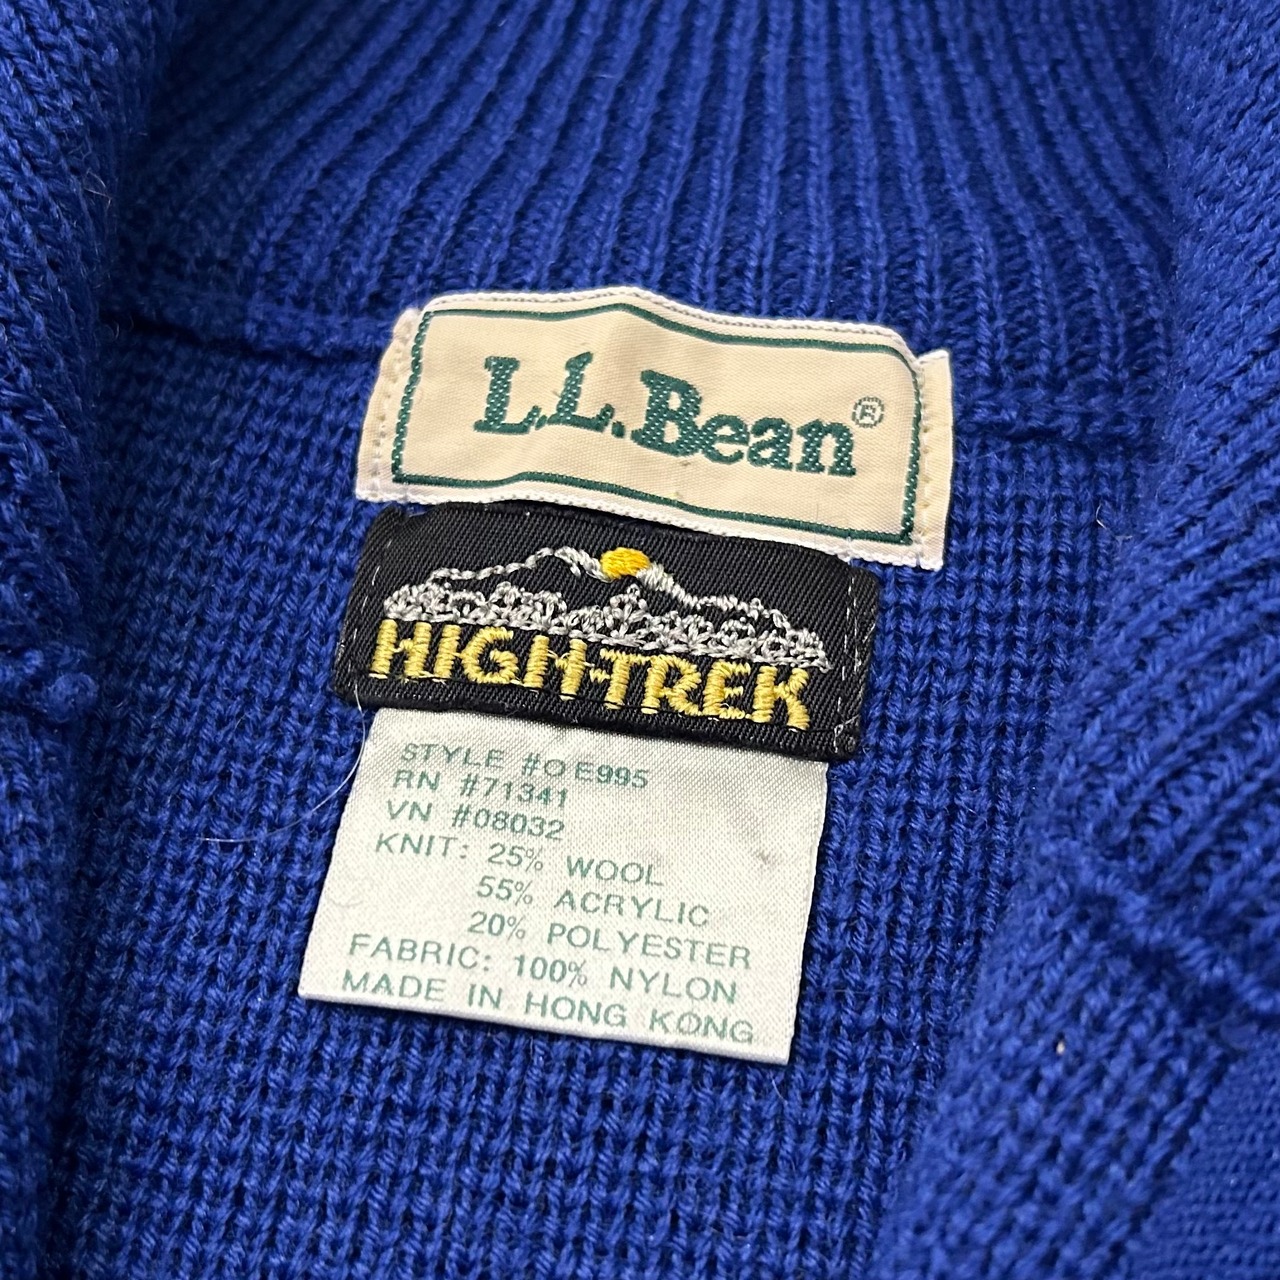 L.L.Bean®
HIGH-TREK
STYLE #OE995
RN #71341
VN #08032
KNIT: 25% WOOL
55% ACRYLIC
20% POLYESTER
FABRIC: 100% NYLON
MADE IN HONG KONG